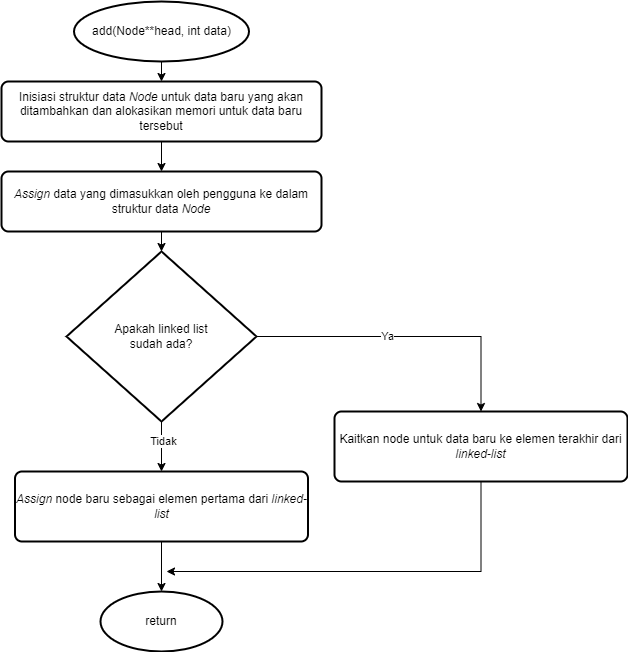 add(Node**head, int data)
Inisiasi struktur data Node untuk data baru yang akan
ditambahkan dan alokasikan memori untuk data baru
tersebut
Assign data yang dimasukkan oleh pengguna ke dalam
struktur data Node
Apakah linked list
sudah ada?
Ya
Tidak
Kaitkan node untuk data baru ke elemen terakhir dari
linked-list
Assign node baru sebagai elemen pertama dari linked-
list
return